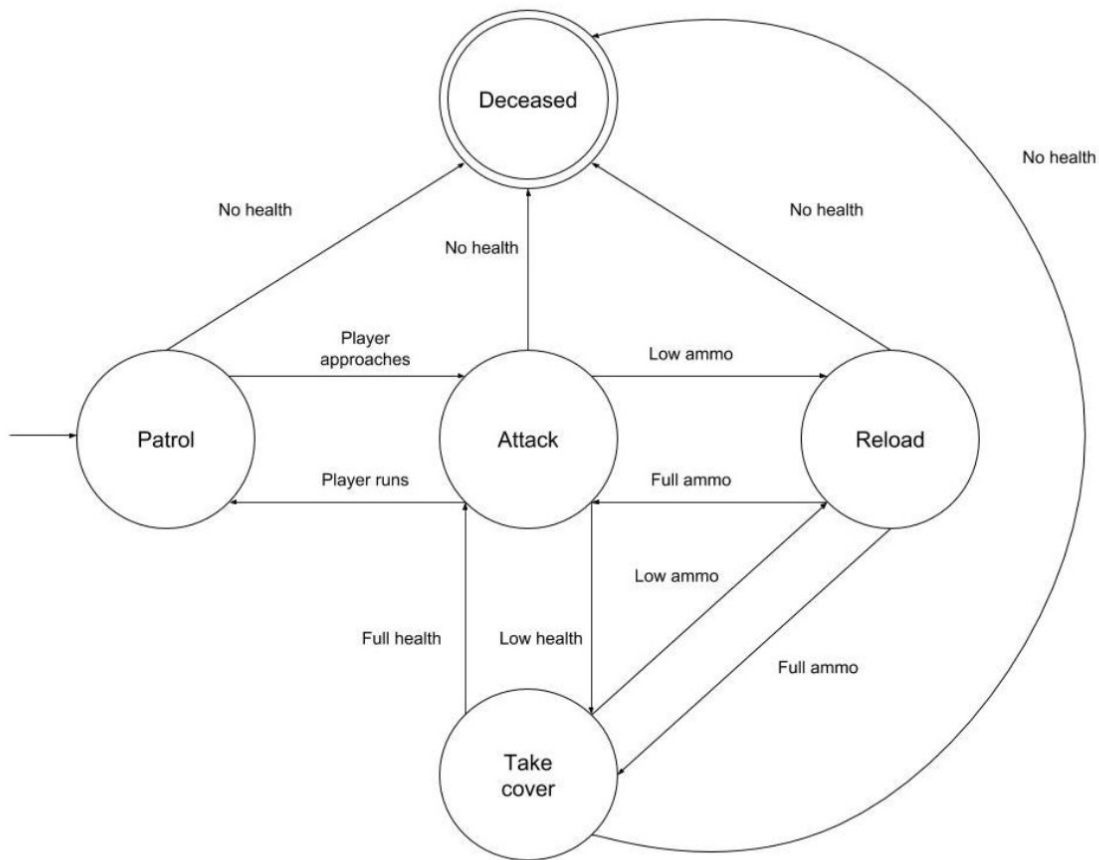 Deceased
No health
No health
No health
No health
Player
approaches
Low ammo
Patrol
Attack
Reload
Player runs
Full ammo
Low ammo
Full health
Low health
Full ammo
Take
cover